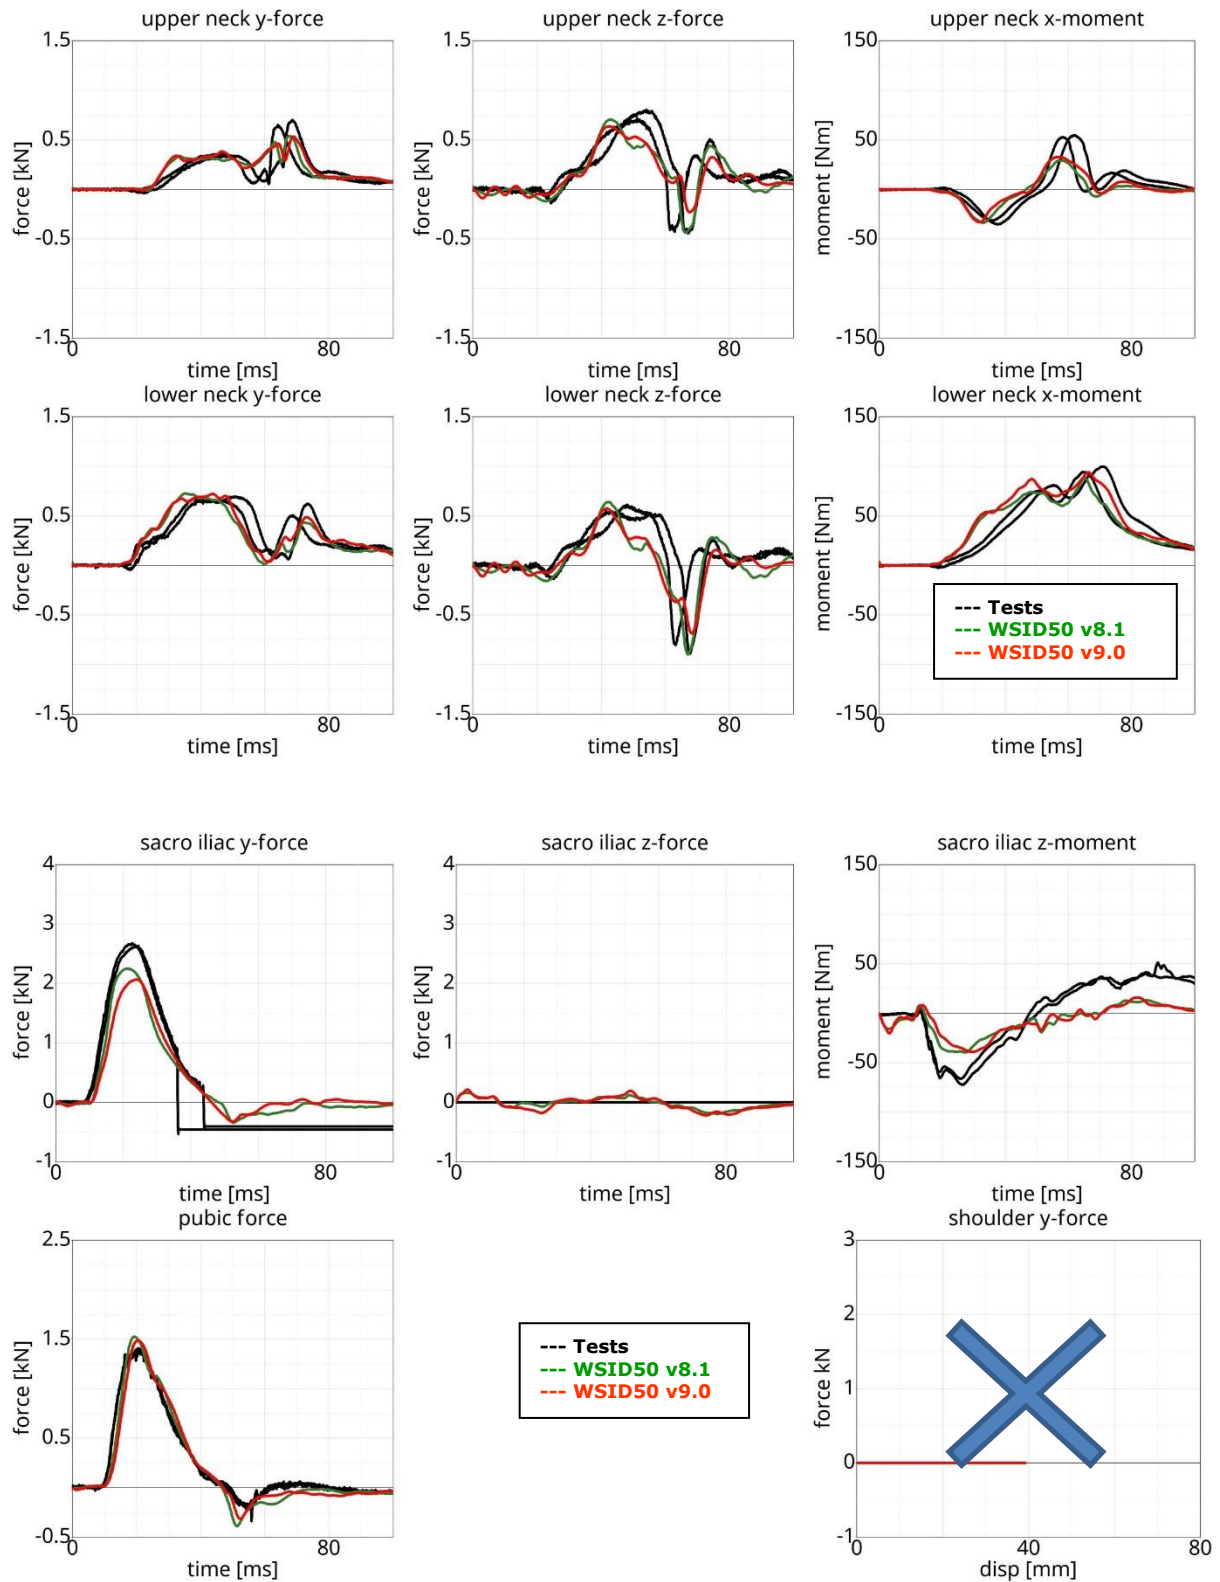 upper neck y-force
upper neck z-force
upper neck x-moment
1.5
0.5
-0.5
-1.5
force [kN]
0
80
time [ms]
1.5
0.5
-0.5
-1.5
force [kN]
0
80
time [ms]
150
50
-50
-150
moment [Nm]
0
80
time [ms]
lower neck y-force
lower neck z-force
lower neck x-moment
1.5
0.5
-0.5
-1.5
force [kN]
0
80
time [ms]
1.5
0.5
-0.5
-1.5
force [kN]
0
80
time [ms]
150
50
-50
-150
moment [Nm]
0
80
time [ms]
--- Tests
--- WSID50 v8.1
--- WSID50 v9.0
sacro iliac y-force
sacro iliac z-force
sacro iliac z-moment
4
3
2
1
0
-1
force [kN]
0
80
time [ms]
4
3
2
1
0
-1
force [kN]
0
80
time [ms]
150
50
-50
-150
moment [Nm]
0
80
time [ms]
pubic force
shoulder y-force
2.5
1.5
0.5
-0.5
force [kN]
0
80
time [ms]
--- Tests
--- WSID50 v8.1
--- WSID50 v9.0
3
2
1
0
-1
force kN
0
40
80
disp [mm]